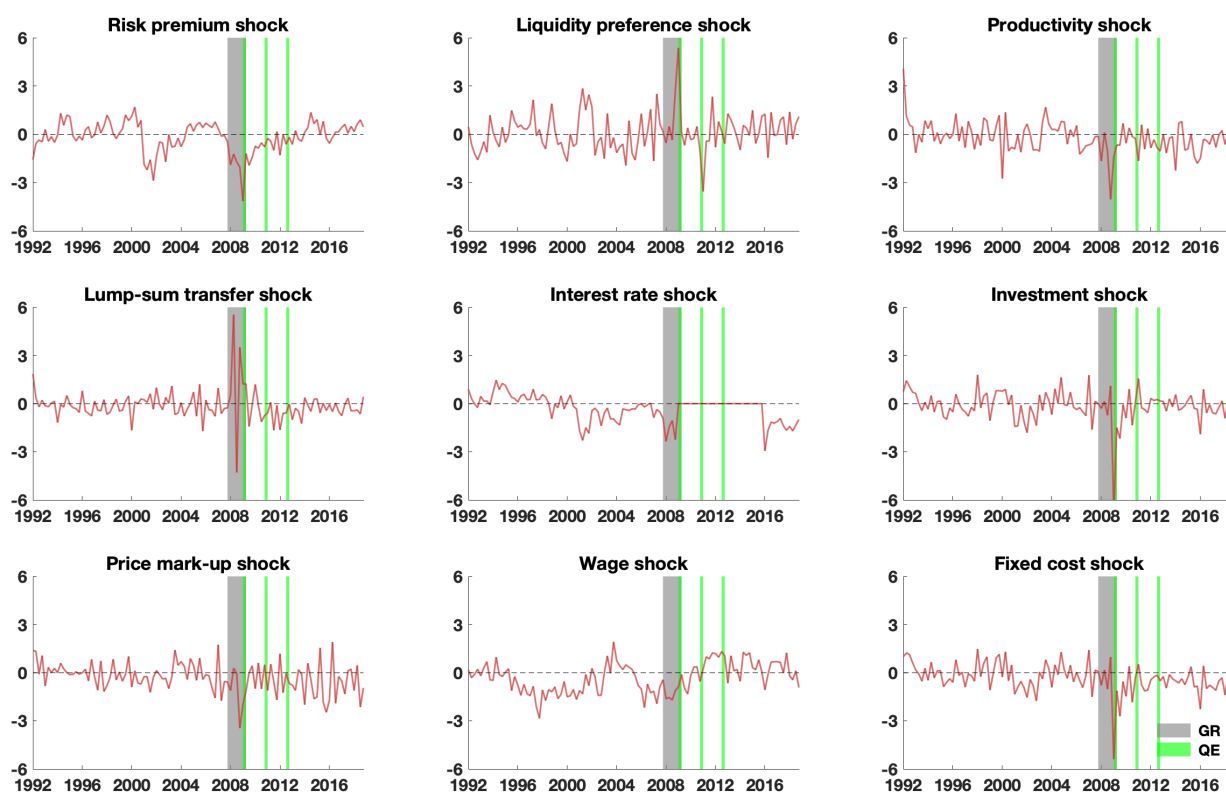 Risk premium shock
6
3
0
-3
-6
1992 1996 2000 2004 2008 2012 2016
Liquidity preference shock
6
3
0
-3
-6
1992 1996 2000 2004 2008 2012 2016
Productivity shock
6
3
0
-3
-6
1992 1996 2000 2004 2008 2012 2016
Lump-sum transfer shock
6
3
0
-3
-6
1992 1996 2000 2004 2008 2012 2016
Interest rate shock
6
3
0
-3
-6
1992 1996 2000 2004 2008 2012 2016
Investment shock
6
3
0
-3
-6
1992 1996 2000 2004 2008 2012 2016
Price mark-up shock
6
3
0
-3
-6
1992 1996 2000 2004 2008 2012 2016
Wage shock
6
3
0
-3
-6
1992 1996 2000 2004 2008 2012 2016
Fixed cost shock
6
3
0
-3
-6
1992 1996 2000 2004 2008 2012 2016
GR
QE